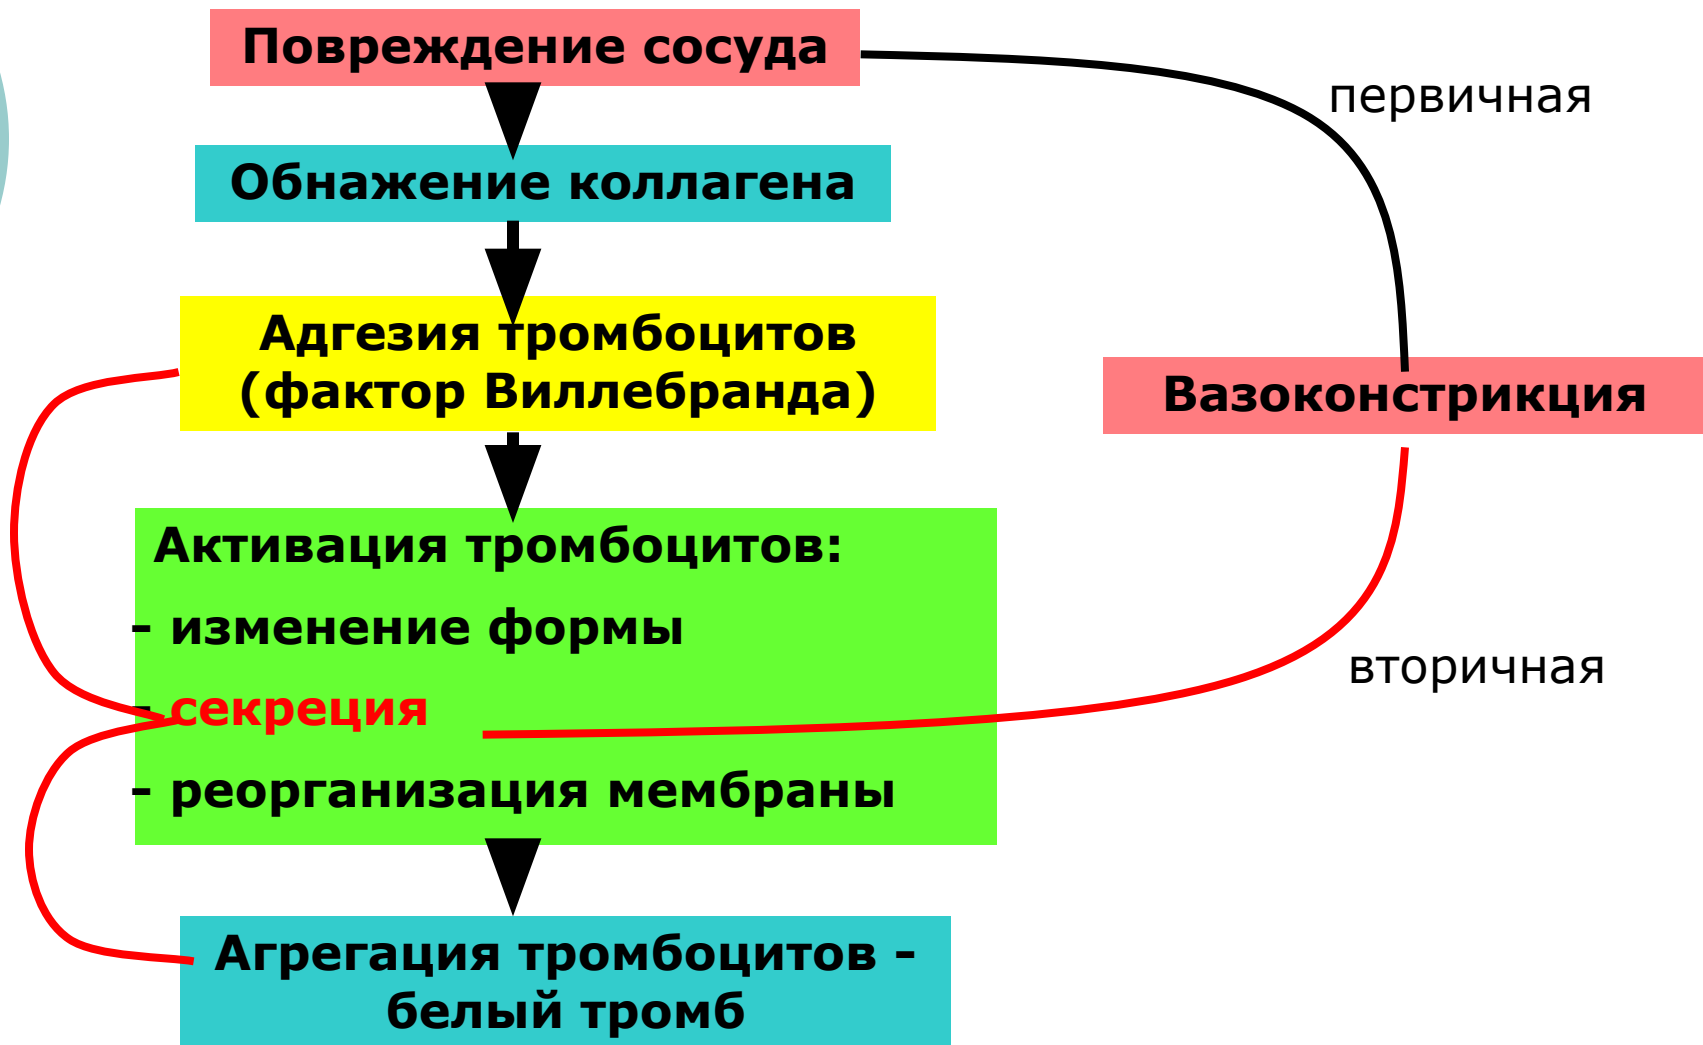 Повреждение сосуда
первичная
Обнажение коллагена
Адгезия тромбоцитов
(фактор Виллебранда)
Вазоконстрикция
Активация тромбоцитов:
– изменение формы
– секреция
вторичная
– реорганизация мембраны
Агрегация тромбоцитов –
белый тромб